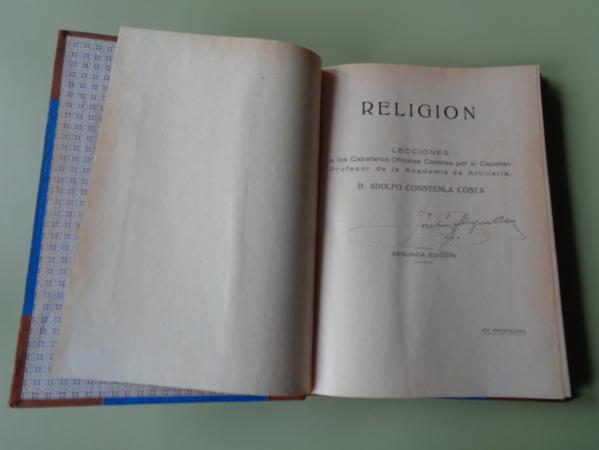 RELIGION
LECCIONES
a los Caballeros Oficiales Cadetes por el Capellán
Profesor de la Academia de Artillería,
D. ADOLFO CONSTENLA COSTA
SEGUNDA EDICION
ES PROPIEDAD